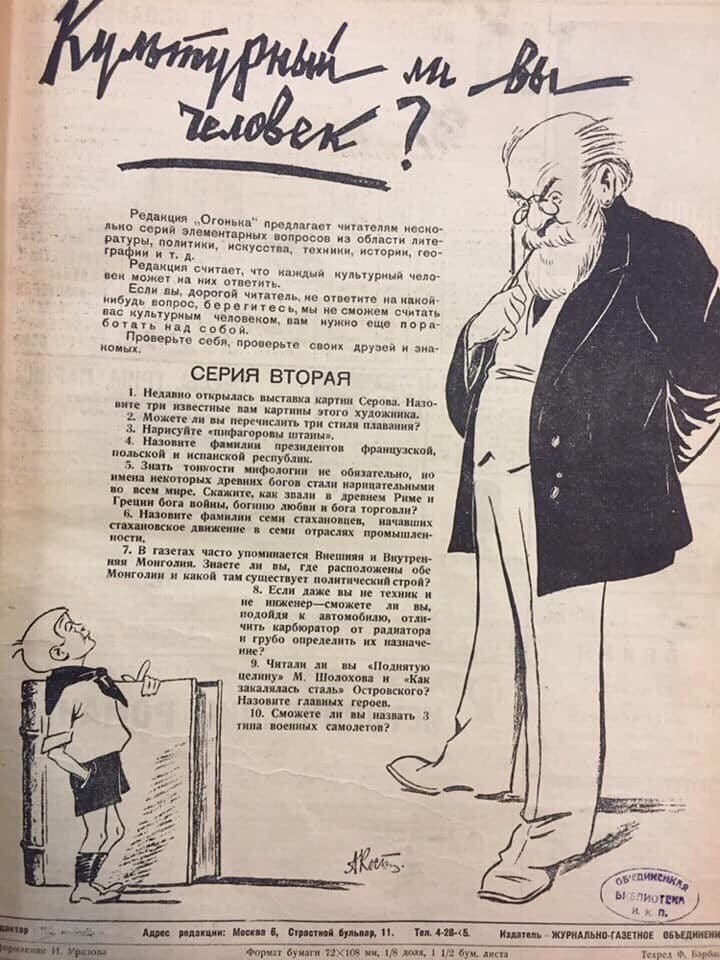 Культурный ли вы
человек?
Редакция „Огонька“ предлагает читателям неско-
лько серий элементарных вопросов из области лите-
ратуры, политики, искусства, техники, истории, гео-
графии и т. д.
Редакция считает, что каждый культурный чело-
век может на них ответить.
Если вы, дорогой читатель, не ответите на какой-
нибудь вопрос, берегитесь, мы не сможем считать
вас культурным человеком, вам нужно еще пора-
ботать над собой.
Проверьте себя, проверьте своих друзей и зна-
комых.
СЕРИЯ ВТОРАЯ
1. Недавно открылась выставка картин Серова. Назо-
вите три известные вам картины этого художника.
2. Можете ли вы перечислить три стиля плавания?
3. Нарисуйте «пифагоровы штаны».
4. Назовите фамилии президентов французской,
польской и испанской республик.
5. Знать тонкости мифологии не обязательно, но
имена некоторых древних богов стали нарицательными
во всем мире. Скажите, как звали в древнем Риме и
Греции бога войны, богиню любви и бога торговли?
6. Назовите фамилии семи стахановцев, начавших
стахановское движение в семи отраслях промышлен-
ности.
7. В газетах часто упоминается Внешняя и Внутрен-
няя Монголия. Знаете ли вы, где расположены обе
Монголии и какой там существует политический строй?
8. Если даже вы не техник и
не инженер—сможете ли вы,
подойдя к автомобилю, отли-
чить карбюратор от радиатора
и грубо определить их назначе-
ние?
9. Читали ли вы «Поднятую
целину» М. Шолохова и «Как
закалялась сталь» Островского?
Назовите главных героев.
10. Сможете ли вы назвать 3
типа военных самолетов?
ОБЪЕДИНЕННАЯ
БИБЛИОТЕКА
И. К. П.
Адрес редакции: Москва 6, Страстной бульвар, 11. Тел. 4-28-45. Издатель - ЖУРНАЛЬНО-ГАЗЕТНОЕ ОБЪЕДИНЕНИ
И. Уразова Формат бумаги 72×108 мм, 1/8 доля, 1 1/2 бум. листа Техред Ф.